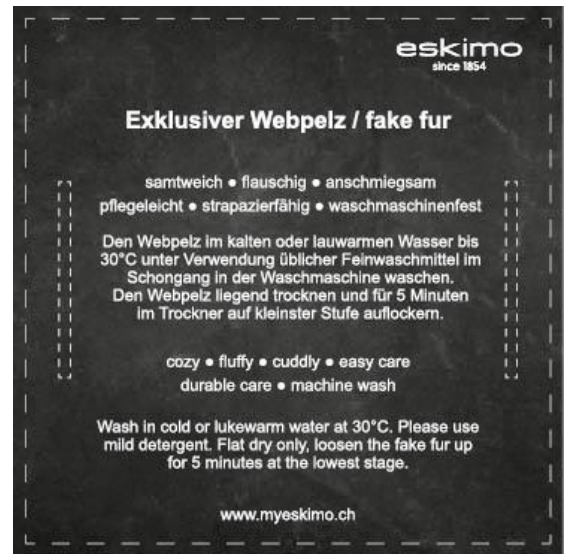 eskimo
since 1854
Exklusiver Webpelz / fake fur
samtweich ● flauschig ● anschmiegsam
pflegeleicht ● strapazierfähig ● waschmaschinenfest
Den Webpelz im kalten oder lauwarmen Wasser bis
30°C unter Verwendung üblicher Feinwaschmittel im
Schongang in der Waschmaschine waschen.
Den Webpelz liegend trocknen und für 5 Minuten
im Trockner auf kleinster Stufe auflockern.
cozy ● fluffy ● cuddly ● easy care
durable care ● machine wash
Wash in cold or lukewarm water at 30°C. Please use
mild detergent. Flat dry only, loosen the fake fur up
for 5 minutes at the lowest stage.
www.myeskimo.ch